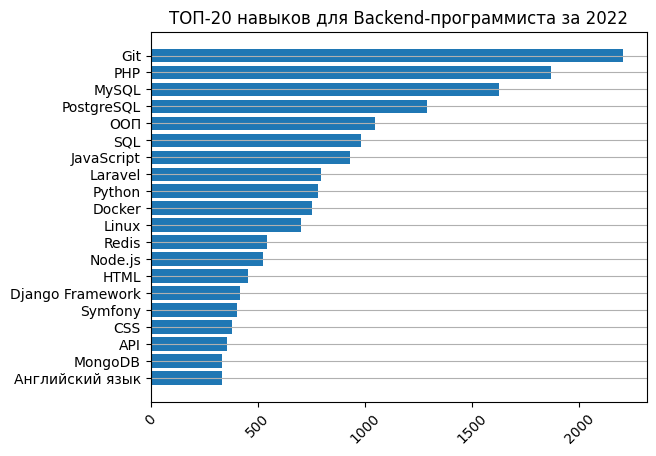 ТОП-20 навыков для Backend-программиста за 2022
Git
PHP
MySQL
PostgreSQL
ООП
SQL
JavaScript
Laravel
Python
Docker
Linux
Redis
Node.js
HTML
Django Framework
Symfony
CSS
API
MongoDB
Английский язык
0
500
1000
1500
2000